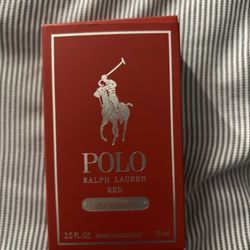 POLO
RALPH LAUREN
RED
2.5 FL. OZ. 75 ml